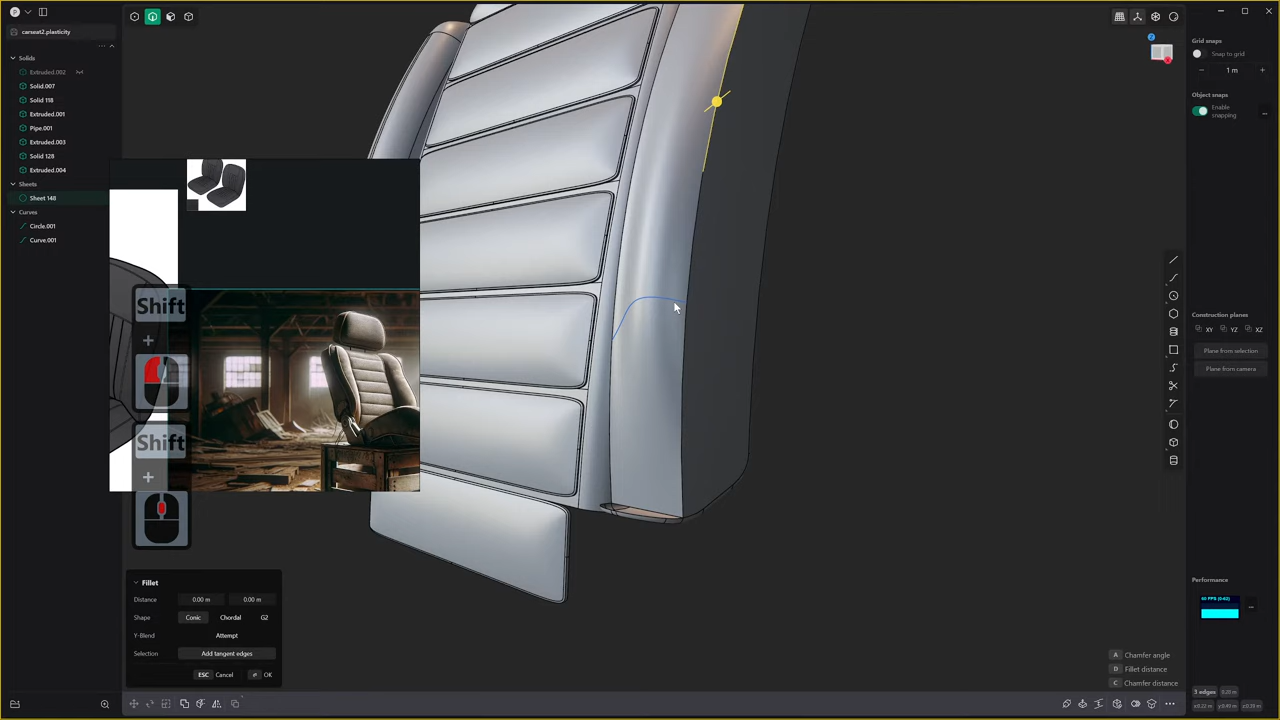 P
carseat2.plasticity
Solids
Extruded.002
Solid.007
Solid 118
Extruded.001
Pipe.001
Extruded.003
Solid 128
Extruded.004
Sheets
Sheet 148
Curves
Circle.001
Curve.001
Shift
+
Shift
+
Fillet
Distance 0.00 m 0.00 m
Shape Conic Chordal G2
Y-Blend Attempt
Selection Add tangent edges
ESC Cancel OK
Z
Grid snaps
Snap to grid
− 1 m +
Object snaps
Enable
snapping
Construction planes
XY YZ XZ
Plane from selection
Plane from camera
Performance
A Chamfer angle
D Fillet distance
C Chamfer distance